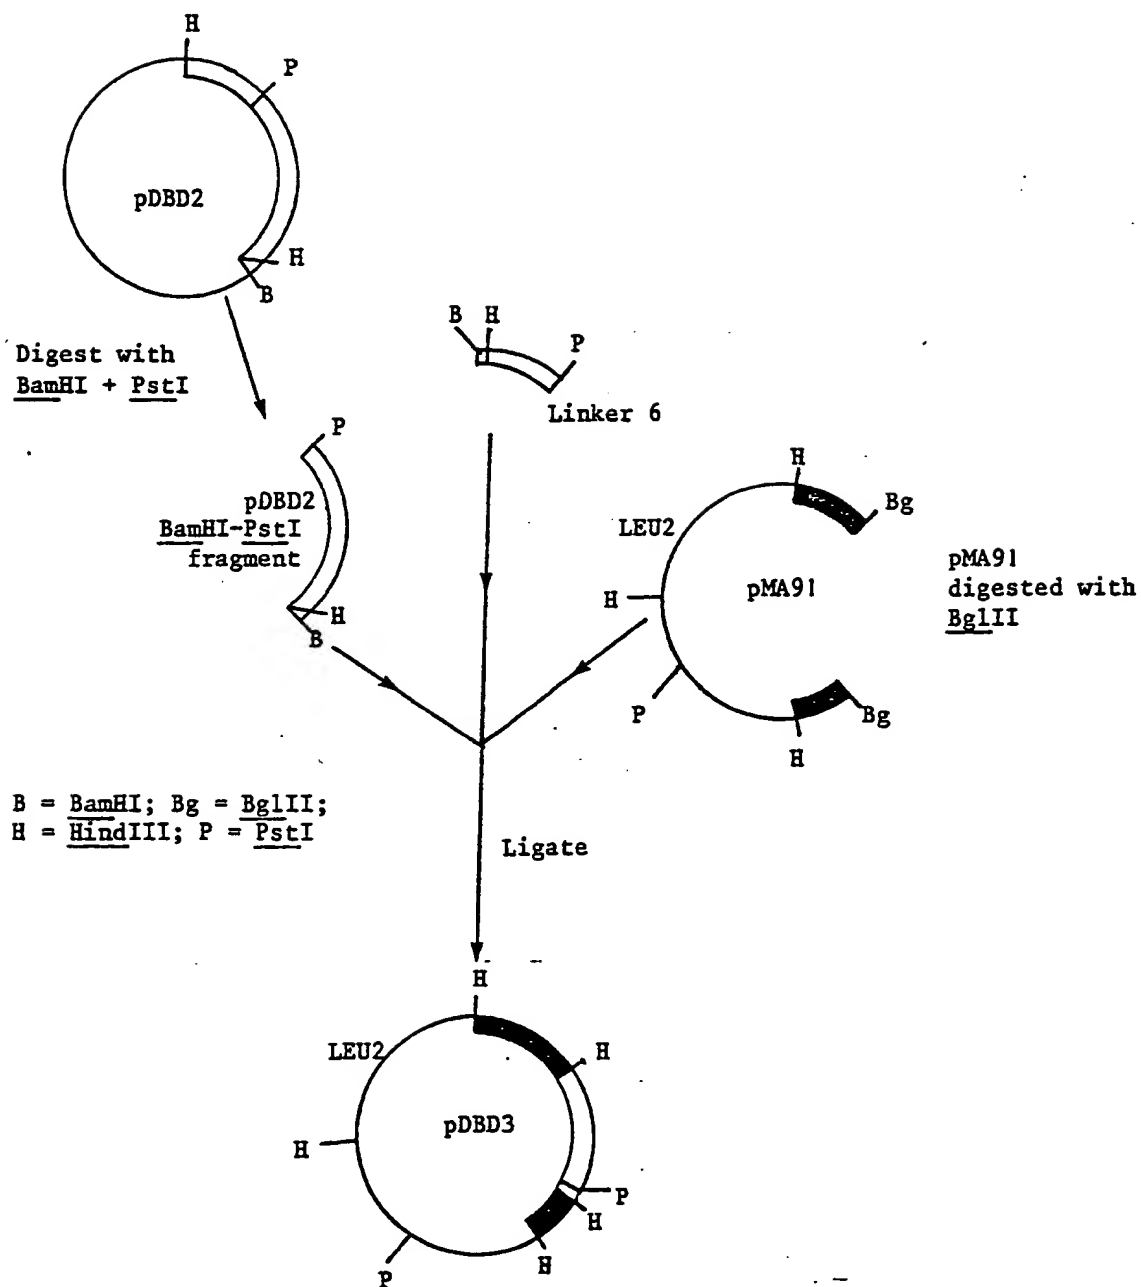 H
P
pDBD2
H
B
Digest with
BamHI + PstI
B
H
P
Linker 6
P
pDBD2
BamHI-PstI
fragment
H
B
H
Bg
LEU2
pMA91
H
P
Bg
H
pMA91
digested with
BglII
B = BamHI; Bg = BglII;
H = HindIII; P = PstI
Ligate
H
LEU2
H
pDBD3
H
P
H
H
P